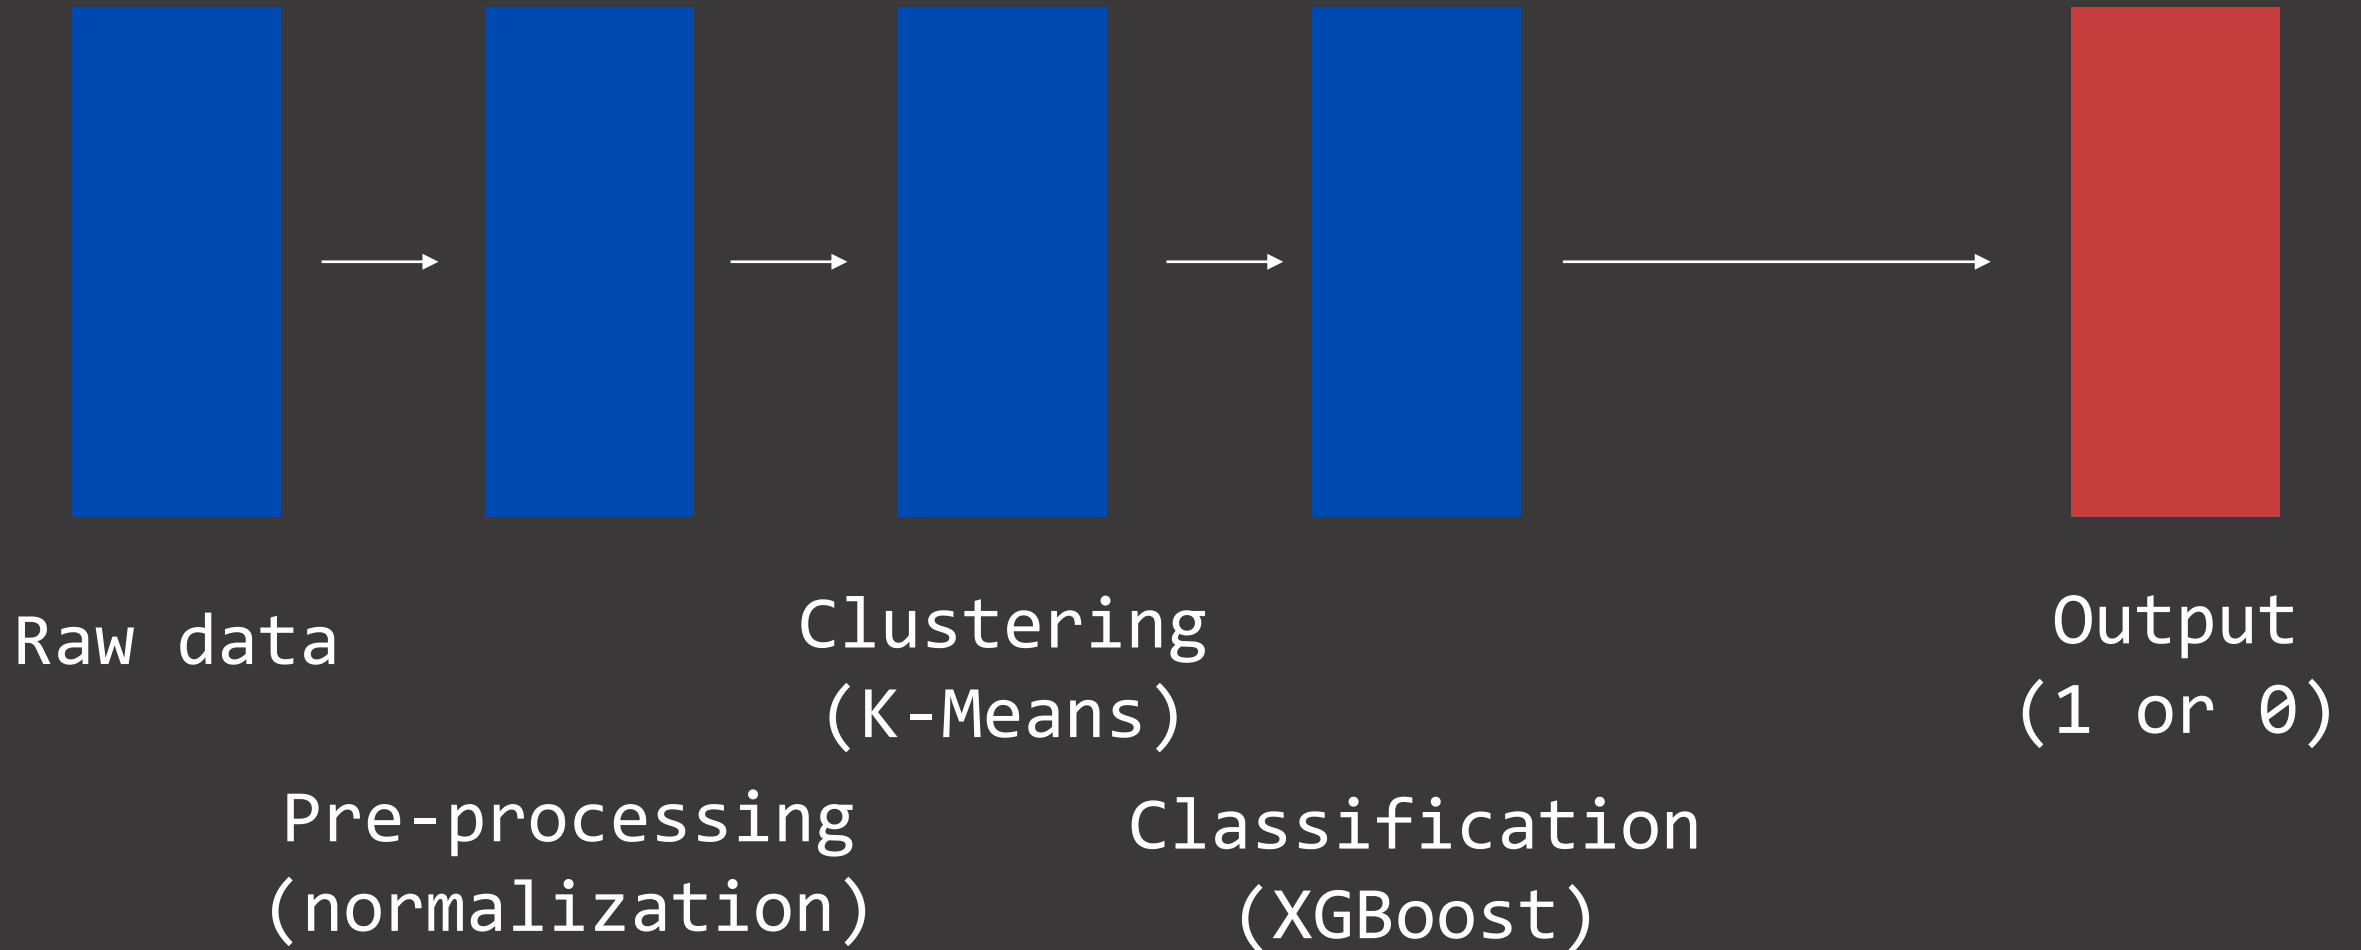 Raw data
Pre-processing
(normalization)
Clustering
(K-Means)
Classification
(XGBoost)
Output
(1 or 0)